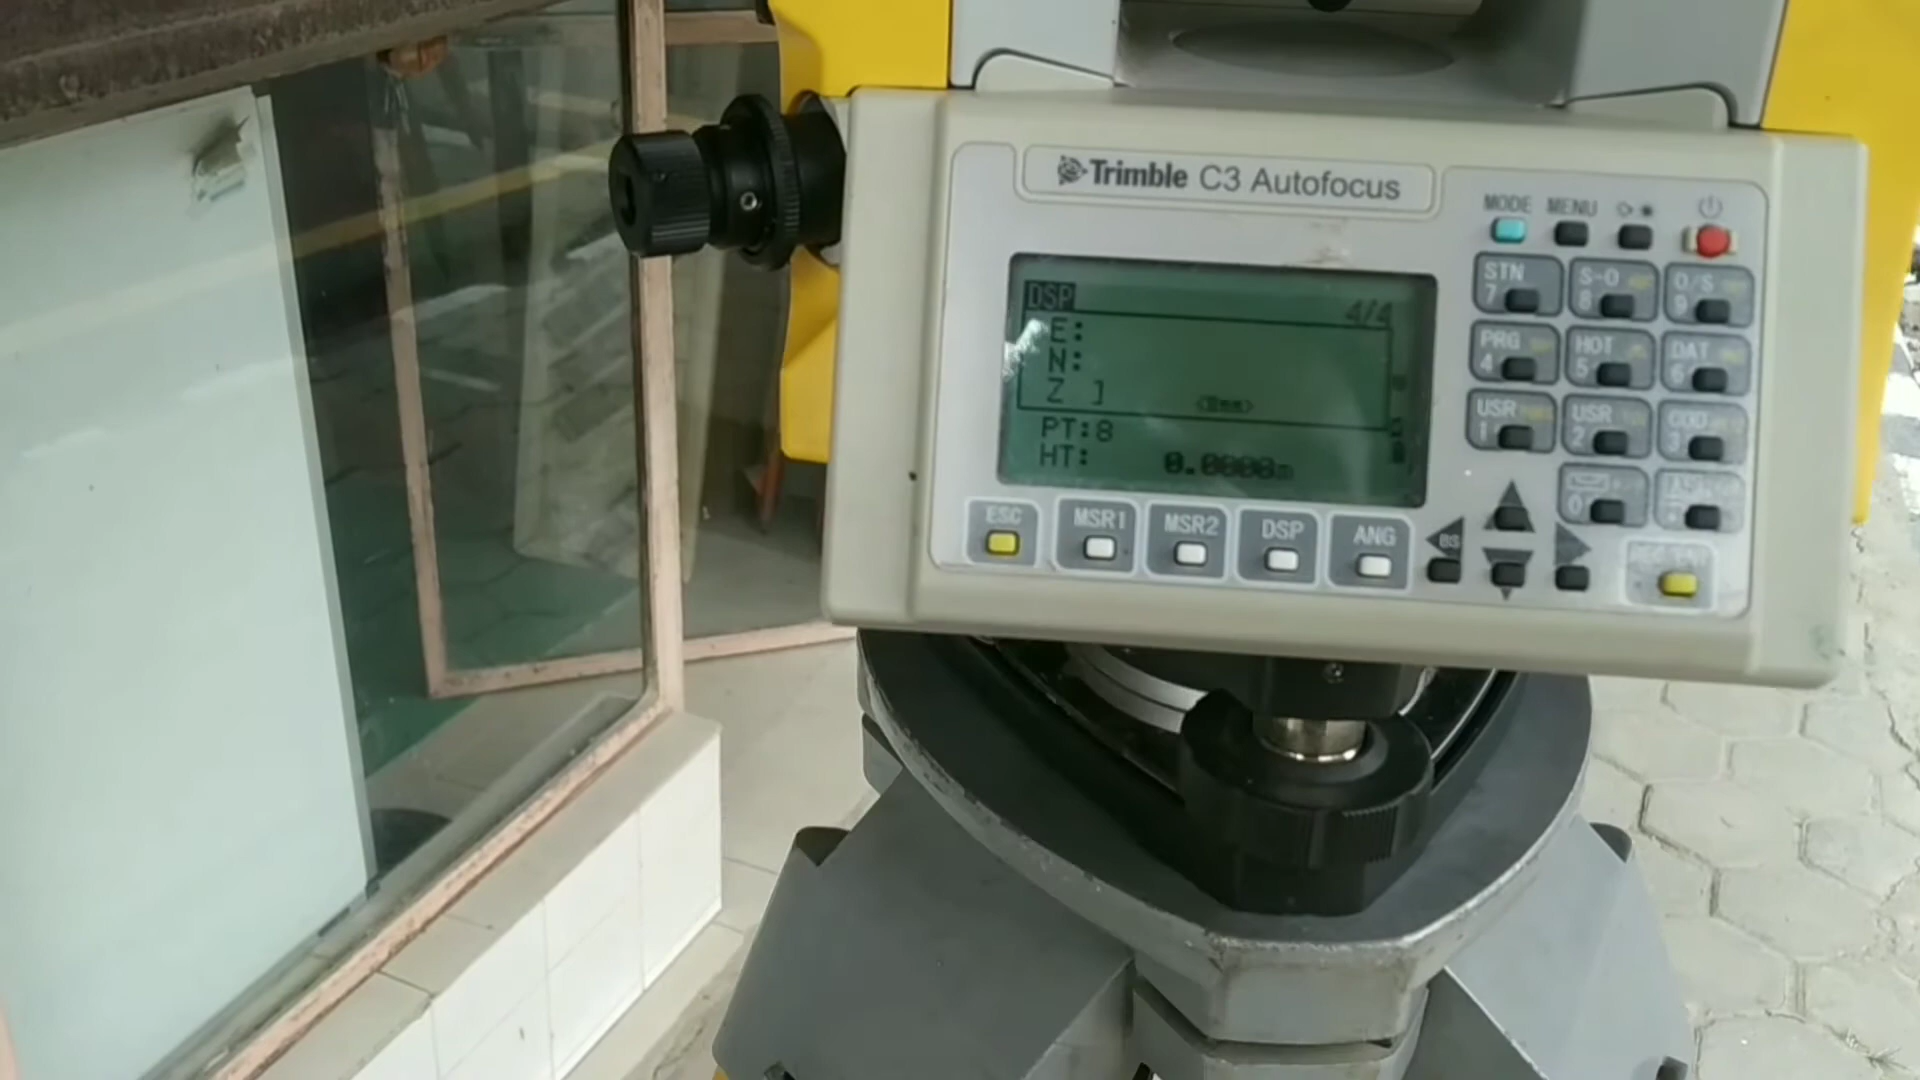 Trimble C3 Autofocus
MODE MENU
DSP 4/4
E:
N:
Z ]
PT:8
HT: 0.0000m
STN 7 S-O 8 O/S 9
PRG 4 HOT 5 DAT 6
USR 1 USR 2 COD 3
0
ESC MSR1 MSR2 DSP ANG BS